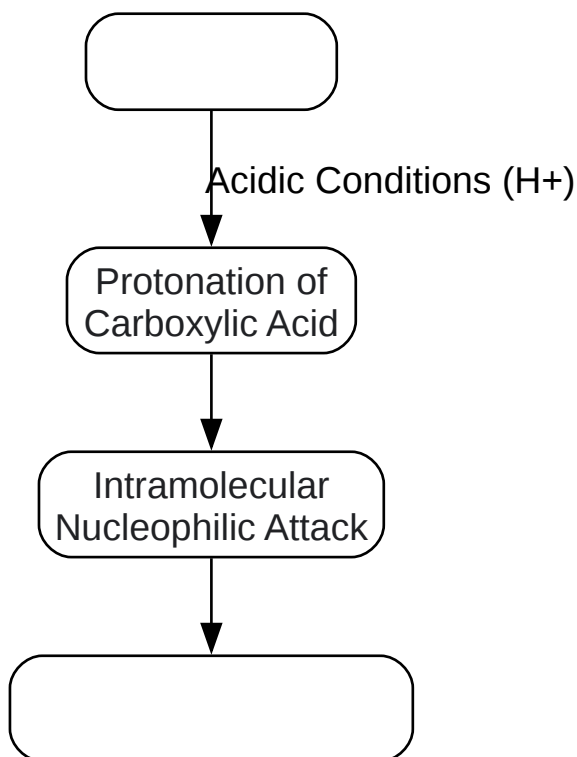 Acidic Conditions (H+)
Protonation of
Carboxylic Acid
Intramolecular
Nucleophilic Attack